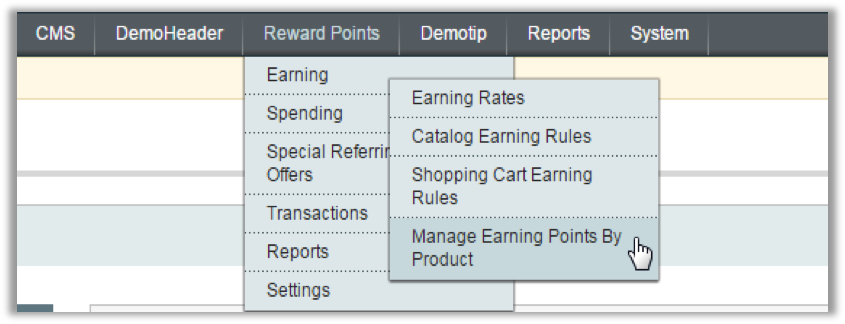 CMS DemoHeader Reward Points Demotip Reports System
Earning
Spending
Special Referrin
Offers
Transactions
Reports
Settings
Earning Rates
Catalog Earning Rules
Shopping Cart Earning
Rules
Manage Earning Points By
Product